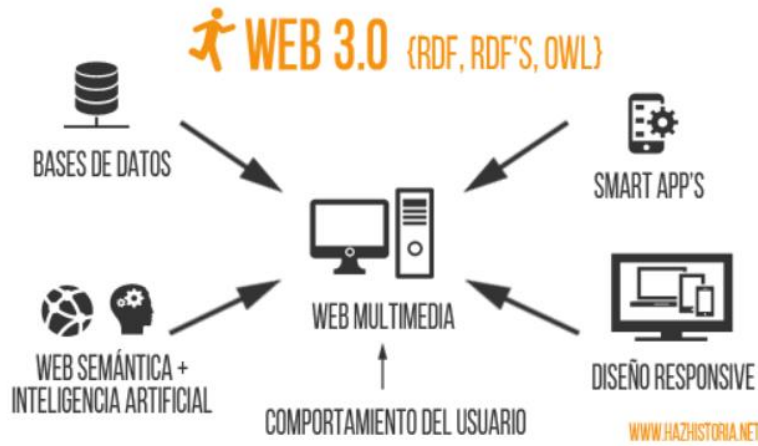 WEB 3.0 {RDF, RDF'S, OWL}
BASES DE DATOS
SMART APP'S
WEB MULTIMEDIA
WEB SEMÁNTICA +
INTELIGENCIA ARTIFICIAL
DISEÑO RESPONSIVE
COMPORTAMIENTO DEL USUARIO
WWW.HAZHISTORIA.NET